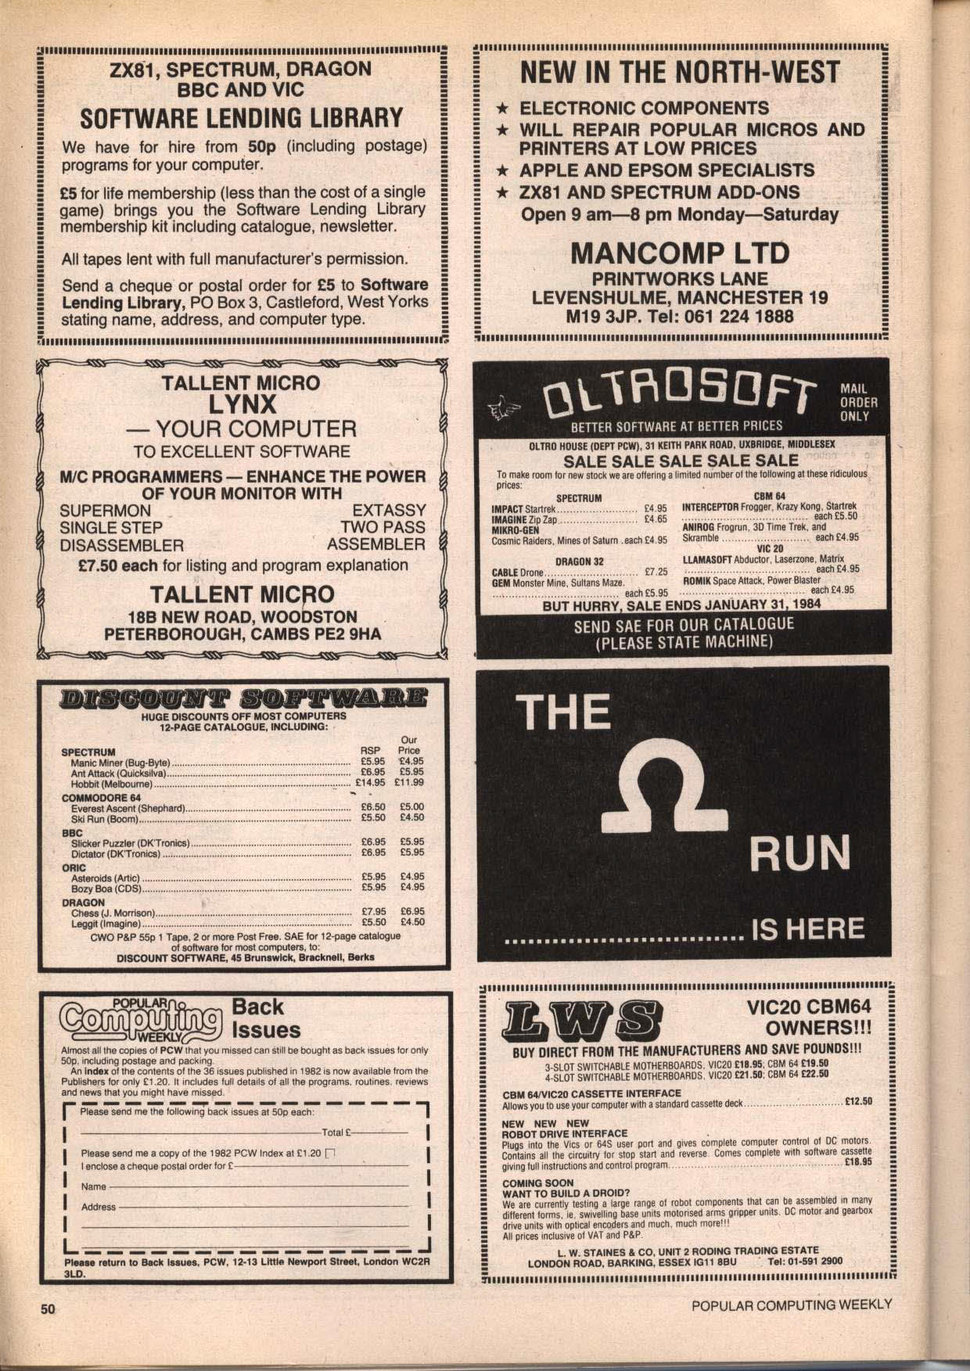 ZX81, SPECTRUM, DRAGON
BBC AND VIC
SOFTWARE LENDING LIBRARY
We have for hire from 50p (including postage)
programs for your computer.
£5 for life membership (less than the cost of a single
game) brings you the Software Lending Library
membership kit including catalogue, newsletter.
All tapes lent with full manufacturer's permission.
Send a cheque or postal order for £5 to Software
Lending Library, PO Box 3, Castleford, West Yorks
stating name, address, and computer type.
NEW IN THE NORTH-WEST
★ ELECTRONIC COMPONENTS
★ WILL REPAIR POPULAR MICROS AND
PRINTERS AT LOW PRICES
★ APPLE AND EPSOM SPECIALISTS
★ ZX81 AND SPECTRUM ADD-ONS
Open 9 am—8 pm Monday—Saturday
MANCOMP LTD
PRINTWORKS LANE
LEVENSHULME, MANCHESTER 19
M19 3JP. Tel: 061 224 1888
TALLENT MICRO
LYNX
— YOUR COMPUTER
TO EXCELLENT SOFTWARE
M/C PROGRAMMERS — ENHANCE THE POWER
OF YOUR MONITOR WITH
SUPERMON EXTASSY
SINGLE STEP TWO PASS
DISASSEMBLER ASSEMBLER
£7.50 each for listing and program explanation
TALLENT MICRO
18B NEW ROAD, WOODSTON
PETERBOROUGH, CAMBS PE2 9HA
OLTROSOFT
MAIL
ORDER
ONLY
BETTER SOFTWARE AT BETTER PRICES
OLTRO HOUSE (DEPT PCW), 31 KEITH PARK ROAD, UXBRIDGE, MIDDLESEX
SALE SALE SALE SALE SALE
To make room for new stock we are offering a limited number of the following at these ridiculous
prices:
SPECTRUM
IMPACT Startrek........................ £4.95
IMAGINE Zip Zap........................ £4.65
MIKRO-GEN
Cosmic Raiders, Mines of Saturn .each £4.95
DRAGON 32
CABLE Drone........................ £7.25
GEM Monster Mine, Sultans Maze.
........................ each £5.95
CBM 64
INTERCEPTOR Frogger, Krazy Kong, Startrek
........................ each £5.50
ANIROG Frogrun, 3D Time Trek, and
Skramble ........................ each £4.95
VIC 20
LLAMASOFT Abductor, Laserzone, Matrix
........................ each £4.95
ROMIK Space Attack, Power Blaster
........................ each £4.95
BUT HURRY, SALE ENDS JANUARY 31, 1984
SEND SAE FOR OUR CATALOGUE
(PLEASE STATE MACHINE)
DISCOUNT SOFTWARE
HUGE DISCOUNTS OFF MOST COMPUTERS
12-PAGE CATALOGUE, INCLUDING:
Our
SPECTRUM RSP Price
Manic Miner (Bug-Byte)........................ £5.95 £4.95
Ant Attack (Quicksilva)........................ £6.95 £5.95
Hobbit (Melbourne)........................ £14.95 £11.99
COMMODORE 64
Everest Ascent (Shephard)........................ £6.50 £5.00
Ski Run (Boom)........................ £5.50 £4.50
BBC
Slicker Puzzler (DK'Tronics)........................ £6.95 £5.95
Dictator (DK'Tronics)........................ £6.95 £5.95
ORIC
Asteroids (Artic)........................ £5.95 £4.95
Bozy Boa (CDS)........................ £5.95 £4.95
DRAGON
Chess (J. Morrison)........................ £7.95 £6.95
Leggit (Imagine)........................ £5.50 £4.50
CWO P&P 55p 1 Tape, 2 or more Post Free. SAE for 12-page catalogue
of software for most computers, to:
DISCOUNT SOFTWARE, 45 Brunswick, Bracknell, Berks
THE
Ω
RUN
........................ IS HERE
POPULAR
Computing
WEEKLY
Back
Issues
Almost all the copies of PCW that you missed can still be bought as back issues for only
50p, including postage and packing.
An index of the contents of the 36 issues published in 1982 is now available from the
Publishers for only £1.20. It includes full details of all the programs, routines, reviews
and news that you might have missed.
Please send me the following back issues at 50p each:
Total £
Please send me a copy of the 1982 PCW Index at £1.20
I enclose a cheque postal order for £
Name
Address
Please return to Back Issues, PCW, 12-13 Little Newport Street, London WC2R
3LD.
LWS
VIC20 CBM64
OWNERS!!!
BUY DIRECT FROM THE MANUFACTURERS AND SAVE POUNDS!!!
3-SLOT SWITCHABLE MOTHERBOARDS. VIC20 £18.95; CBM 64 £19.50
4-SLOT SWITCHABLE MOTHERBOARDS. VIC20 £21.50; CBM 64 £22.50
CBM 64/VIC20 CASSETTE INTERFACE
Allows you to use your computer with a standard cassette deck........................ £12.50
NEW NEW NEW
ROBOT DRIVE INTERFACE
Plugs into the Vics or 64S user port and gives complete computer control of DC motors.
Contains all the circuitry for stop start and reverse. Comes complete with software cassette
giving full instructions and control program........................ £18.95
COMING SOON
WANT TO BUILD A DROID?
We are currently testing a large range of robot components that can be assembled in many
different forms, ie, swivelling base units motorised arms gripper units. DC motor and gearbox
drive units with optical encoders and much, much more!!!
All prices inclusive of VAT and P&P.
L. W. STAINES & CO, UNIT 2 RODING TRADING ESTATE
LONDON ROAD, BARKING, ESSEX IG11 8BU Tel: 01-591 2900
50
POPULAR COMPUTING WEEKLY